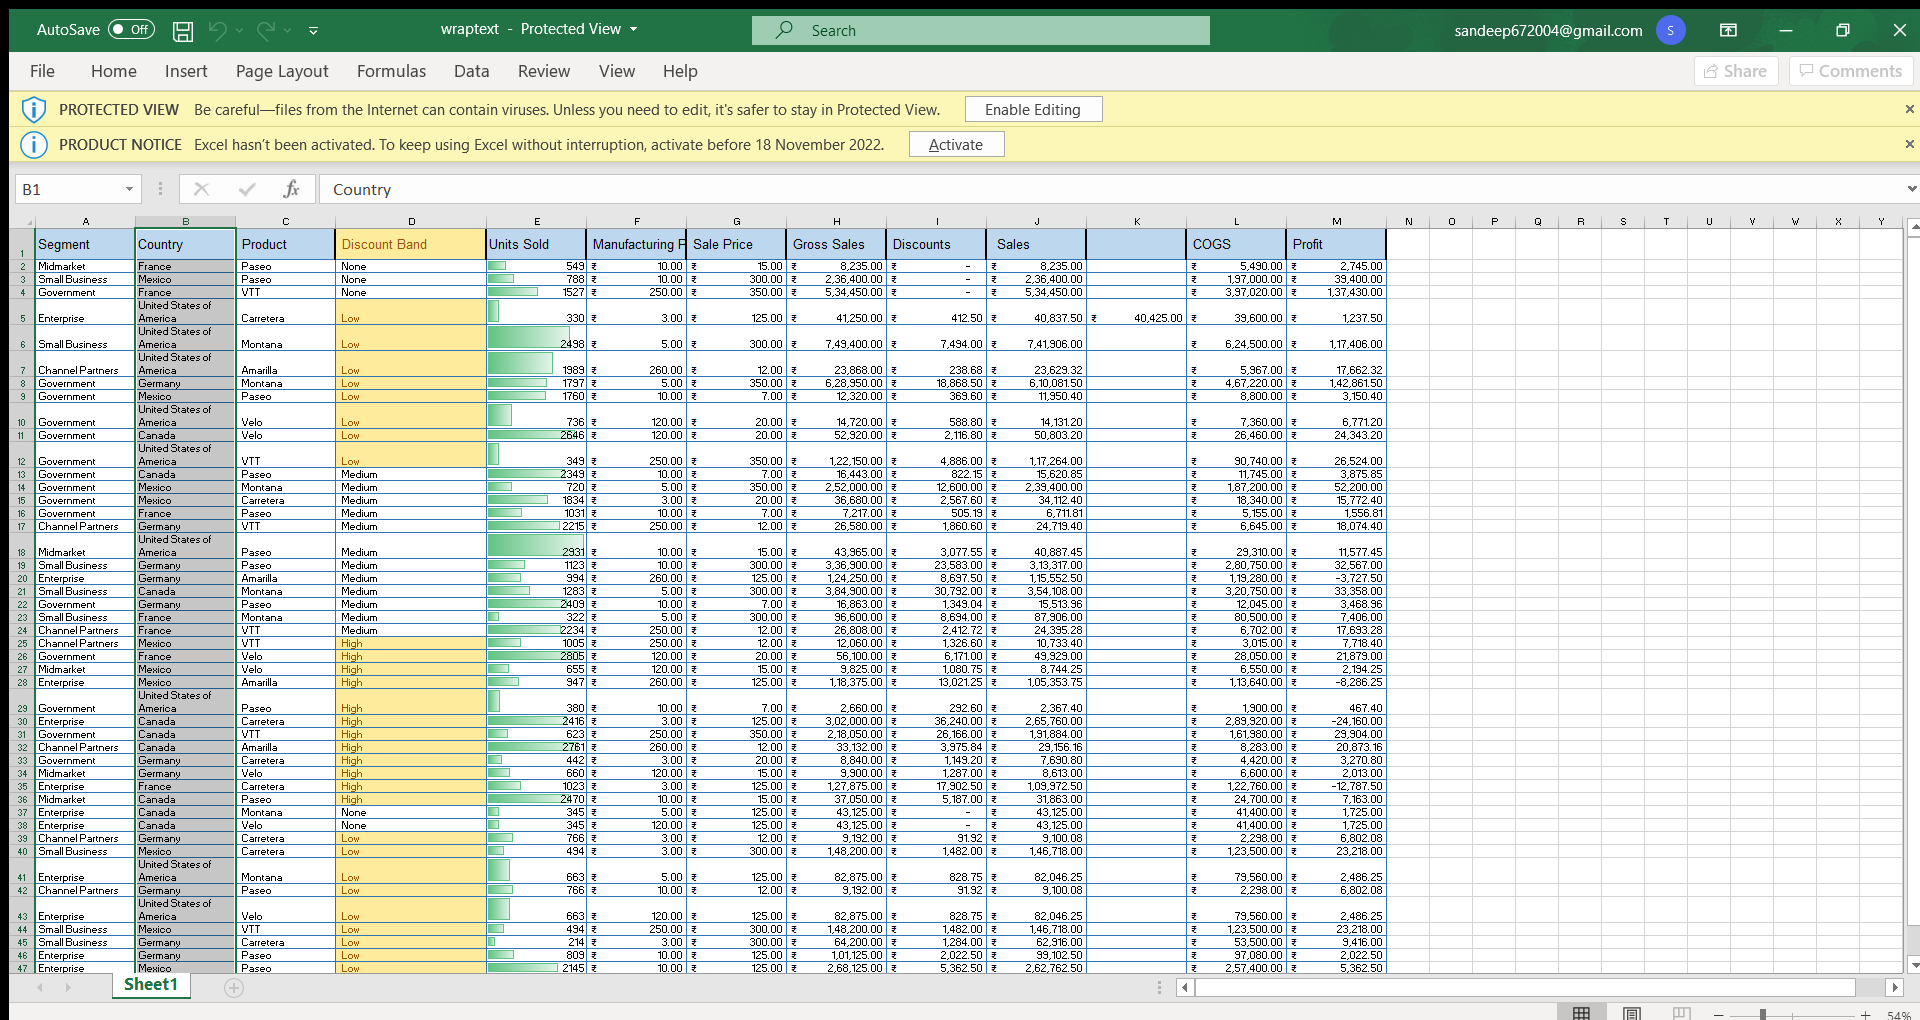 AutoSave Off wraptext - Protected View Search sandeep672004@gmail.com S
File Home Insert Page Layout Formulas Data Review View Help Share Comments
PROTECTED VIEW Be careful—files from the Internet can contain viruses. Unless you need to edit, it's safer to stay in Protected View. Enable Editing
PRODUCT NOTICE Excel hasn't been activated. To keep using Excel without interruption, activate before 18 November 2022. Activate
B1 fx Country
A B C D E F G H I J K L M N O P Q R S T U V W X Y
1 Segment Country Product Discount Band Units Sold Manufacturing P Sale Price Gross Sales Discounts Sales COGS Profit
2 Midmarket France Paseo None 549 ₹ 10.00 ₹ 15.00 ₹ 8,235.00 ₹ - ₹ 8,235.00 ₹ 5,490.00 ₹ 2,745.00
3 Small Business Mexico Paseo None 788 ₹ 10.00 ₹ 300.00 ₹ 2,36,400.00 ₹ - ₹ 2,36,400.00 ₹ 1,97,000.00 ₹ 39,400.00
4 Government France VTT None 1527 ₹ 250.00 ₹ 350.00 ₹ 5,34,450.00 ₹ - ₹ 5,34,450.00 ₹ 3,97,020.00 ₹ 1,37,430.00
United States of
5 Enterprise America Carretera Low 330 ₹ 3.00 ₹ 125.00 ₹ 41,250.00 ₹ 412.50 ₹ 40,837.50 ₹ 40,425.00 ₹ 39,600.00 ₹ 1,237.50
United States of
6 Small Business America Montana Low 2498 ₹ 5.00 ₹ 300.00 ₹ 7,49,400.00 ₹ 7,494.00 ₹ 7,41,906.00 ₹ 6,24,500.00 ₹ 1,17,406.00
United States of
7 Channel Partners America Amarilla Low 1989 ₹ 260.00 ₹ 12.00 ₹ 23,868.00 ₹ 238.68 ₹ 23,629.32 ₹ 5,967.00 ₹ 17,662.32
8 Government Germany Montana Low 1797 ₹ 5.00 ₹ 350.00 ₹ 6,28,950.00 ₹ 18,868.50 ₹ 6,10,081.50 ₹ 4,67,220.00 ₹ 1,42,861.50
9 Government Mexico Paseo Low 1760 ₹ 10.00 ₹ 7.00 ₹ 12,320.00 ₹ 369.60 ₹ 11,950.40 ₹ 8,800.00 ₹ 3,150.40
United States of
10 Government America Velo Low 736 ₹ 120.00 ₹ 20.00 ₹ 14,720.00 ₹ 588.80 ₹ 14,131.20 ₹ 7,360.00 ₹ 6,771.20
11 Government Canada Velo Low 2646 ₹ 120.00 ₹ 20.00 ₹ 52,920.00 ₹ 2,116.80 ₹ 50,803.20 ₹ 26,460.00 ₹ 24,343.20
United States of
12 Government America VTT Low 349 ₹ 250.00 ₹ 350.00 ₹ 1,22,150.00 ₹ 4,886.00 ₹ 1,17,264.00 ₹ 90,740.00 ₹ 26,524.00
13 Government Canada Paseo Medium 2349 ₹ 10.00 ₹ 7.00 ₹ 16,443.00 ₹ 822.15 ₹ 15,620.85 ₹ 11,745.00 ₹ 3,875.85
14 Government Mexico Montana Medium 720 ₹ 5.00 ₹ 350.00 ₹ 2,52,000.00 ₹ 12,600.00 ₹ 2,39,400.00 ₹ 1,87,200.00 ₹ 52,200.00
15 Government Mexico Carretera Medium 1834 ₹ 3.00 ₹ 20.00 ₹ 36,680.00 ₹ 2,567.60 ₹ 34,112.40 ₹ 18,340.00 ₹ 15,772.40
16 Government France Paseo Medium 1031 ₹ 10.00 ₹ 7.00 ₹ 7,217.00 ₹ 505.19 ₹ 6,711.81 ₹ 5,155.00 ₹ 1,556.81
17 Channel Partners Germany VTT Medium 2215 ₹ 250.00 ₹ 12.00 ₹ 26,580.00 ₹ 1,860.60 ₹ 24,719.40 ₹ 6,645.00 ₹ 18,074.40
United States of
18 Midmarket America Paseo Medium 2931 ₹ 10.00 ₹ 15.00 ₹ 43,965.00 ₹ 3,077.55 ₹ 40,887.45 ₹ 29,310.00 ₹ 11,577.45
19 Small Business Germany Paseo Medium 1123 ₹ 10.00 ₹ 300.00 ₹ 3,36,900.00 ₹ 23,583.00 ₹ 3,13,317.00 ₹ 2,80,750.00 ₹ 32,567.00
20 Enterprise Germany Amarilla Medium 994 ₹ 260.00 ₹ 125.00 ₹ 1,24,250.00 ₹ 8,697.50 ₹ 1,15,552.50 ₹ 1,19,280.00 ₹ -3,727.50
21 Small Business Canada Montana Medium 1283 ₹ 5.00 ₹ 300.00 ₹ 3,84,900.00 ₹ 30,792.00 ₹ 3,54,108.00 ₹ 3,20,750.00 ₹ 33,358.00
22 Government Germany Paseo Medium 2409 ₹ 10.00 ₹ 7.00 ₹ 16,863.00 ₹ 1,349.04 ₹ 15,513.96 ₹ 12,045.00 ₹ 3,468.96
23 Small Business France Montana Medium 322 ₹ 5.00 ₹ 300.00 ₹ 96,600.00 ₹ 8,694.00 ₹ 87,906.00 ₹ 80,500.00 ₹ 7,406.00
24 Channel Partners France VTT Medium 2234 ₹ 250.00 ₹ 12.00 ₹ 26,808.00 ₹ 2,412.72 ₹ 24,395.28 ₹ 6,702.00 ₹ 17,693.28
25 Channel Partners Mexico VTT High 1005 ₹ 250.00 ₹ 12.00 ₹ 12,060.00 ₹ 1,326.60 ₹ 10,733.40 ₹ 3,015.00 ₹ 7,718.40
26 Government France Velo High 2805 ₹ 120.00 ₹ 20.00 ₹ 56,100.00 ₹ 6,171.00 ₹ 49,929.00 ₹ 28,050.00 ₹ 21,879.00
27 Midmarket Mexico Velo High 655 ₹ 120.00 ₹ 15.00 ₹ 9,825.00 ₹ 1,080.75 ₹ 8,744.25 ₹ 6,550.00 ₹ 2,194.25
28 Enterprise Mexico Amarilla High 947 ₹ 260.00 ₹ 125.00 ₹ 1,18,375.00 ₹ 13,021.25 ₹ 1,05,353.75 ₹ 1,13,640.00 ₹ -8,286.25
United States of
29 Government America Paseo High 380 ₹ 10.00 ₹ 7.00 ₹ 2,660.00 ₹ 292.60 ₹ 2,367.40 ₹ 1,900.00 ₹ 467.40
30 Enterprise Canada Carretera High 2416 ₹ 3.00 ₹ 125.00 ₹ 3,02,000.00 ₹ 36,240.00 ₹ 2,65,760.00 ₹ 2,89,920.00 ₹ -24,160.00
31 Government Canada VTT High 623 ₹ 250.00 ₹ 350.00 ₹ 2,18,050.00 ₹ 26,166.00 ₹ 1,91,884.00 ₹ 1,61,980.00 ₹ 29,904.00
32 Channel Partners Canada Amarilla High 2761 ₹ 260.00 ₹ 12.00 ₹ 33,132.00 ₹ 3,975.84 ₹ 29,156.16 ₹ 8,283.00 ₹ 20,873.16
33 Government Germany Carretera High 442 ₹ 3.00 ₹ 20.00 ₹ 8,840.00 ₹ 1,149.20 ₹ 7,690.80 ₹ 4,420.00 ₹ 3,270.80
34 Midmarket Germany Velo High 660 ₹ 120.00 ₹ 15.00 ₹ 9,900.00 ₹ 1,287.00 ₹ 8,613.00 ₹ 6,600.00 ₹ 2,013.00
35 Enterprise France Carretera High 1023 ₹ 3.00 ₹ 125.00 ₹ 1,27,875.00 ₹ 17,902.50 ₹ 1,09,972.50 ₹ 1,22,760.00 ₹ -12,787.50
36 Midmarket Canada Paseo High 2470 ₹ 10.00 ₹ 15.00 ₹ 37,050.00 ₹ 5,187.00 ₹ 31,863.00 ₹ 24,700.00 ₹ 7,163.00
37 Enterprise Canada Montana None 345 ₹ 5.00 ₹ 125.00 ₹ 43,125.00 ₹ - ₹ 43,125.00 ₹ 41,400.00 ₹ 1,725.00
38 Enterprise Canada Velo None 345 ₹ 120.00 ₹ 125.00 ₹ 43,125.00 ₹ - ₹ 43,125.00 ₹ 41,400.00 ₹ 1,725.00
39 Channel Partners Germany Carretera Low 766 ₹ 3.00 ₹ 12.00 ₹ 9,192.00 ₹ 91.92 ₹ 9,100.08 ₹ 2,298.00 ₹ 6,802.08
40 Small Business Mexico Carretera Low 494 ₹ 3.00 ₹ 300.00 ₹ 1,48,200.00 ₹ 1,482.00 ₹ 1,46,718.00 ₹ 1,23,500.00 ₹ 23,218.00
United States of
41 Enterprise America Montana Low 663 ₹ 5.00 ₹ 125.00 ₹ 82,875.00 ₹ 828.75 ₹ 82,046.25 ₹ 79,560.00 ₹ 2,486.25
42 Channel Partners Germany Paseo Low 766 ₹ 10.00 ₹ 12.00 ₹ 9,192.00 ₹ 91.92 ₹ 9,100.08 ₹ 2,298.00 ₹ 6,802.08
United States of
43 Enterprise America Velo Low 663 ₹ 120.00 ₹ 125.00 ₹ 82,875.00 ₹ 828.75 ₹ 82,046.25 ₹ 79,560.00 ₹ 2,486.25
44 Small Business Mexico VTT Low 494 ₹ 250.00 ₹ 300.00 ₹ 1,48,200.00 ₹ 1,482.00 ₹ 1,46,718.00 ₹ 1,23,500.00 ₹ 23,218.00
45 Small Business Germany Carretera Low 214 ₹ 3.00 ₹ 300.00 ₹ 64,200.00 ₹ 1,284.00 ₹ 62,916.00 ₹ 53,500.00 ₹ 9,416.00
46 Enterprise Germany Paseo Low 809 ₹ 10.00 ₹ 125.00 ₹ 1,01,125.00 ₹ 2,022.50 ₹ 99,102.50 ₹ 97,080.00 ₹ 2,022.50
47 Enterprise Mexico Paseo Low 2145 ₹ 10.00 ₹ 125.00 ₹ 2,68,125.00 ₹ 5,362.50 ₹ 2,62,762.50 ₹ 2,57,400.00 ₹ 5,362.50
Sheet1
54%